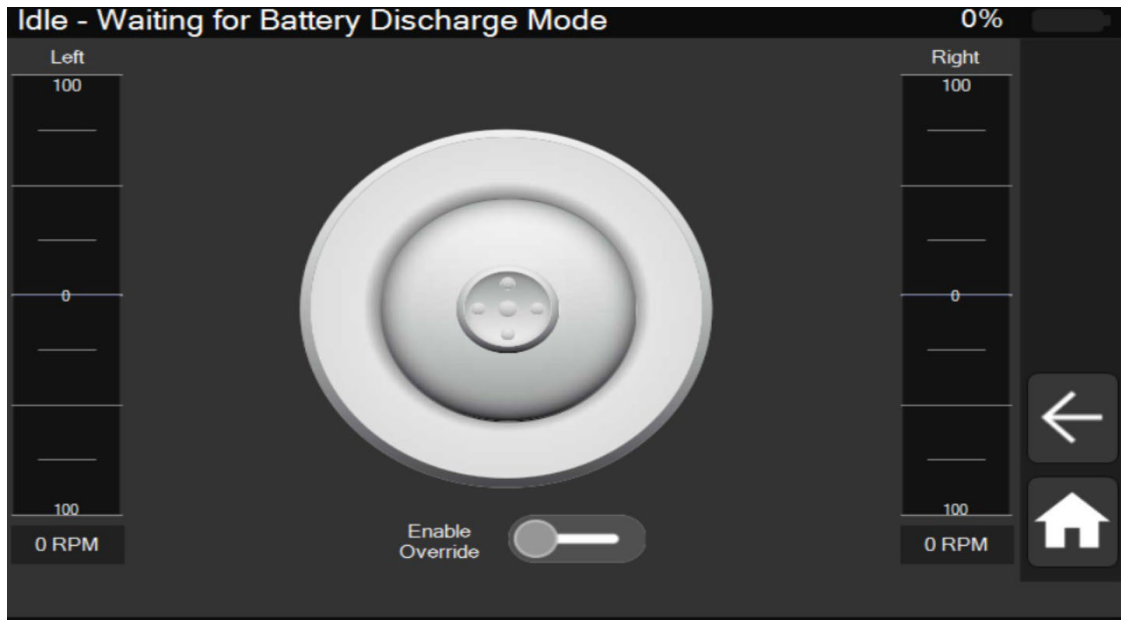 Idle - Waiting for Battery Discharge Mode 0%
Left
100
0
100
0 RPM
Enable
Override
Right
100
0
100
0 RPM